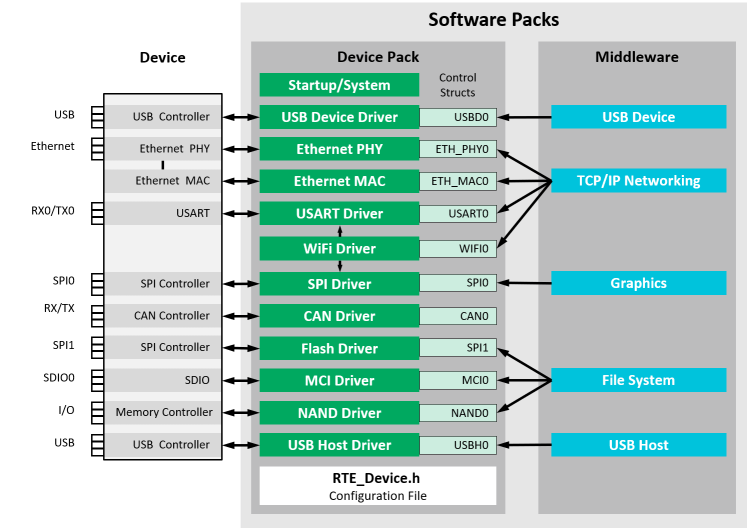 Software Packs
Device
Device Pack
Middleware
Startup/System
Control
Structs
USB
USB Controller
USB Device Driver
USBD0
USB Device
Ethernet
Ethernet PHY
Ethernet PHY
ETH_PHY0
Ethernet MAC
Ethernet MAC
ETH_MAC0
TCP/IP Networking
RX0/TX0
USART
USART Driver
USART0
WiFi Driver
WIFI0
SPI0
SPI Controller
SPI Driver
SPI0
Graphics
RX/TX
CAN Controller
CAN Driver
CAN0
SPI1
SPI Controller
Flash Driver
SPI1
SDIO0
SDIO
MCI Driver
MCI0
File System
I/O
Memory Controller
NAND Driver
NAND0
USB
USB Controller
USB Host Driver
USBH0
USB Host
RTE_Device.h
Configuration File